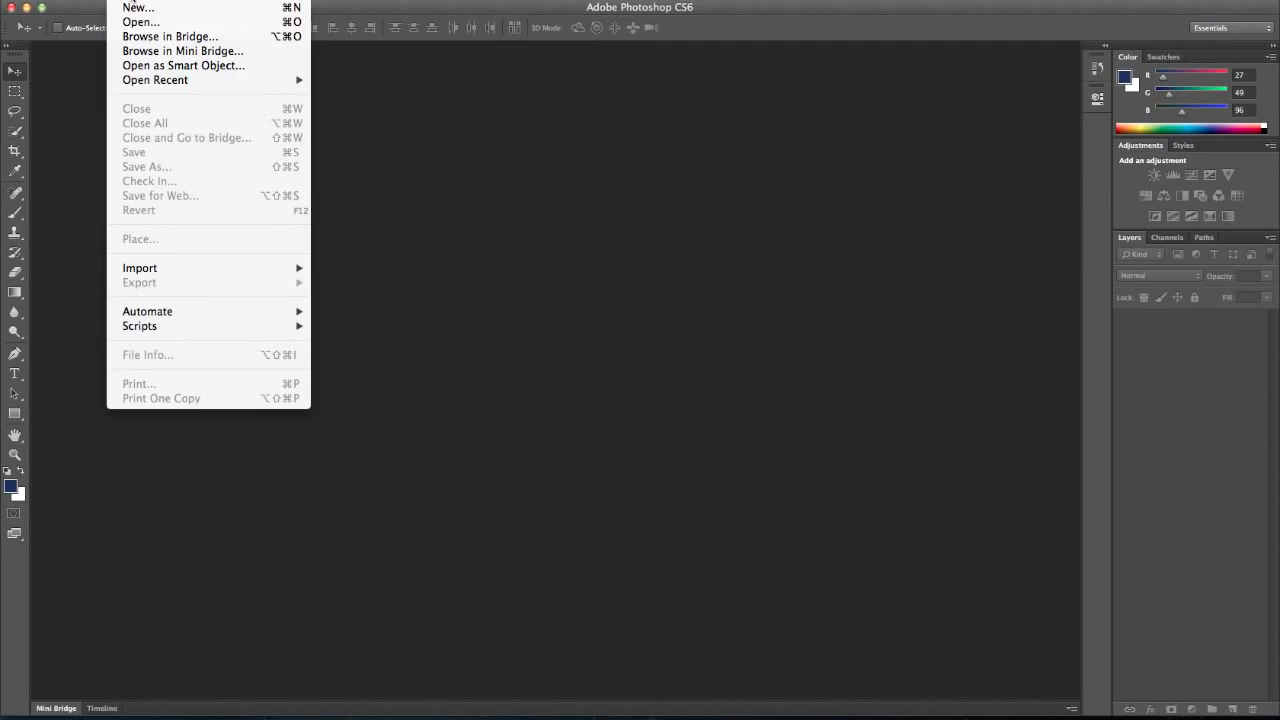 Adobe Photoshop CS6
New... ⌘N
Open... ⌘O
Browse in Bridge... ⌥⌘O
Browse in Mini Bridge...
Open as Smart Object...
Open Recent
Close ⌘W
Close All ⌥⌘W
Close and Go to Bridge... ⇧⌘W
Save ⌘S
Save As... ⇧⌘S
Check In...
Save for Web... ⌥⇧⌘S
Revert F12
Place...
Import
Export
Automate
Scripts
File Info... ⌥⇧⌘I
Print... ⌘P
Print One Copy ⌥⇧⌘P
Auto-Select:
3D Mode:
Essentials
Color Swatches
R 27
G 49
B 96
Adjustments Styles
Add an adjustment
Layers Channels Paths
Kind
Normal Opacity:
Lock: Fill:
Mini Bridge Timeline